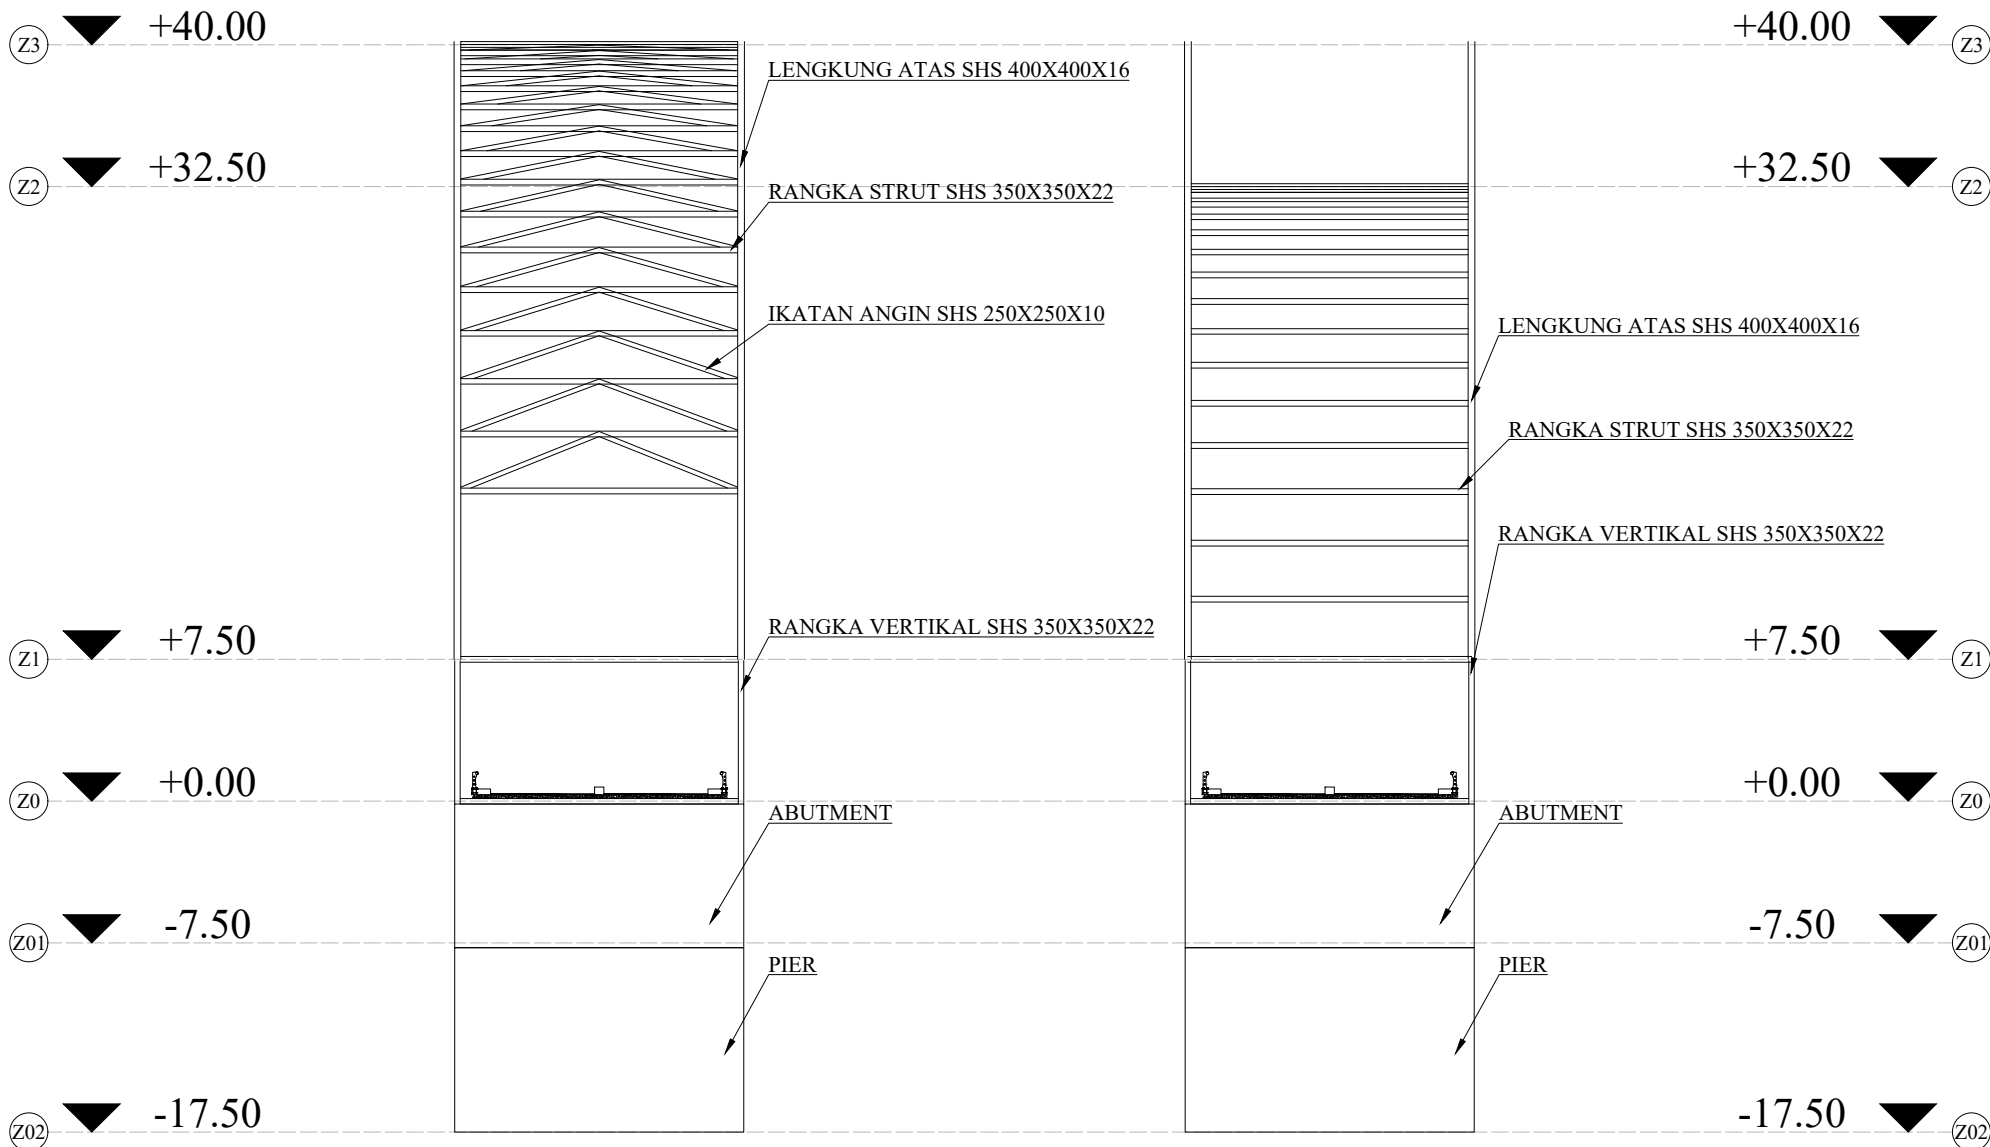 Z3 +40.00 +40.00 Z3
LENGKUNG ATAS SHS 400X400X16
Z2 +32.50 +32.50 Z2
RANGKA STRUT SHS 350X350X22
IKATAN ANGIN SHS 250X250X10
LENGKUNG ATAS SHS 400X400X16
RANGKA STRUT SHS 350X350X22
RANGKA VERTIKAL SHS 350X350X22
RANGKA VERTIKAL SHS 350X350X22
Z1 +7.50 +7.50 Z1
Z0 +0.00 +0.00 Z0
ABUTMENT ABUTMENT
Z01 -7.50 -7.50 Z01
PIER PIER
Z02 -17.50 -17.50 Z02